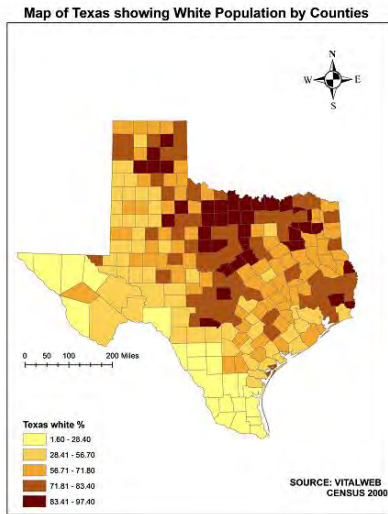 Map of Texas showing White Population by Counties
N
W E
S
0 50 100 200 Miles
Texas white %
1.60 - 28.40
28.41 - 56.70
56.71 - 71.80
71.81 - 83.40
83.41 - 97.40
SOURCE: VITALWEB
CENSUS 2000